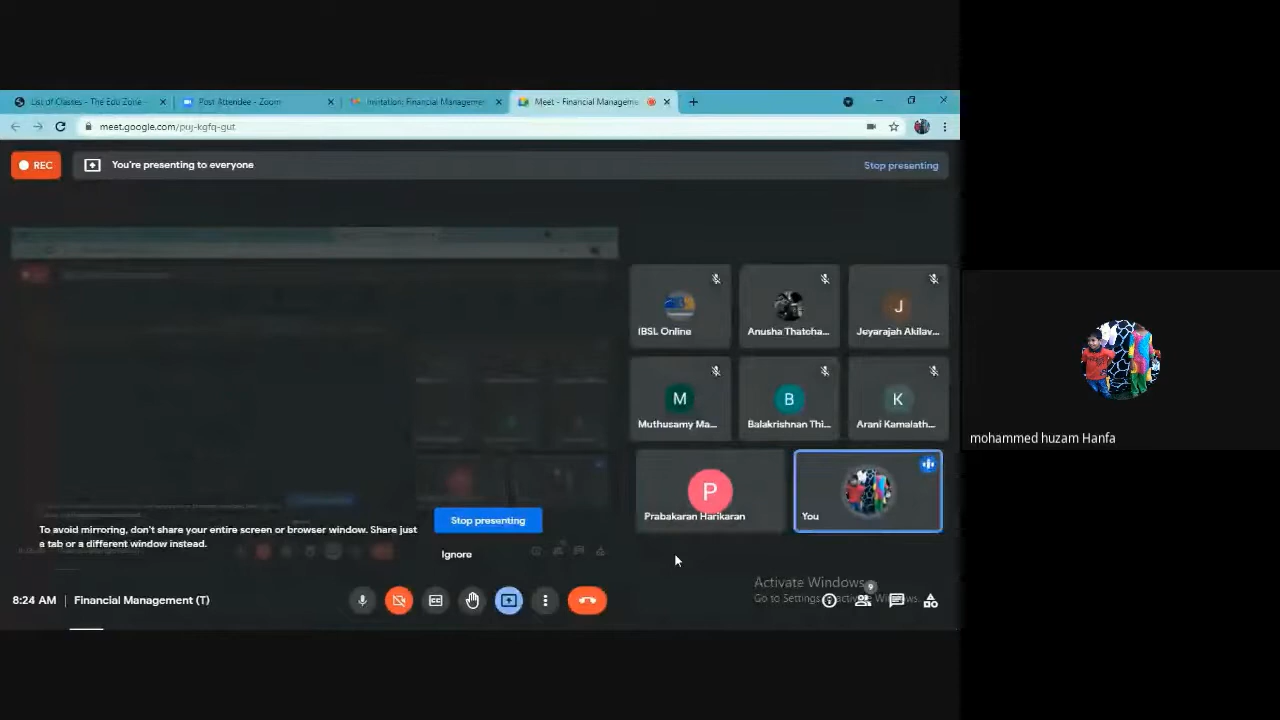 List of Classes - The Edu Zone -
Post Attendee - Zoom
Invitation: Financial Manageme
Meet - Financial Manageme
meet.google.com/puj-kgfq-gut
REC
You're presenting to everyone
Stop presenting
IBSL Online
Anusha Thatcha...
J
Jeyarajah Akilav...
M
Muthusamy Ma...
B
Balakrishnan Thi...
K
Arani Kamalath...
P
Prabakaran Harikaran
You
mohammed huzam Hanfa
To avoid mirroring, don't share your entire screen or browser window. Share just
a tab or a different window instead.
Stop presenting
Ignore
Activate Windows
Go to Settings
8:24 AM | Financial Management (T)
9